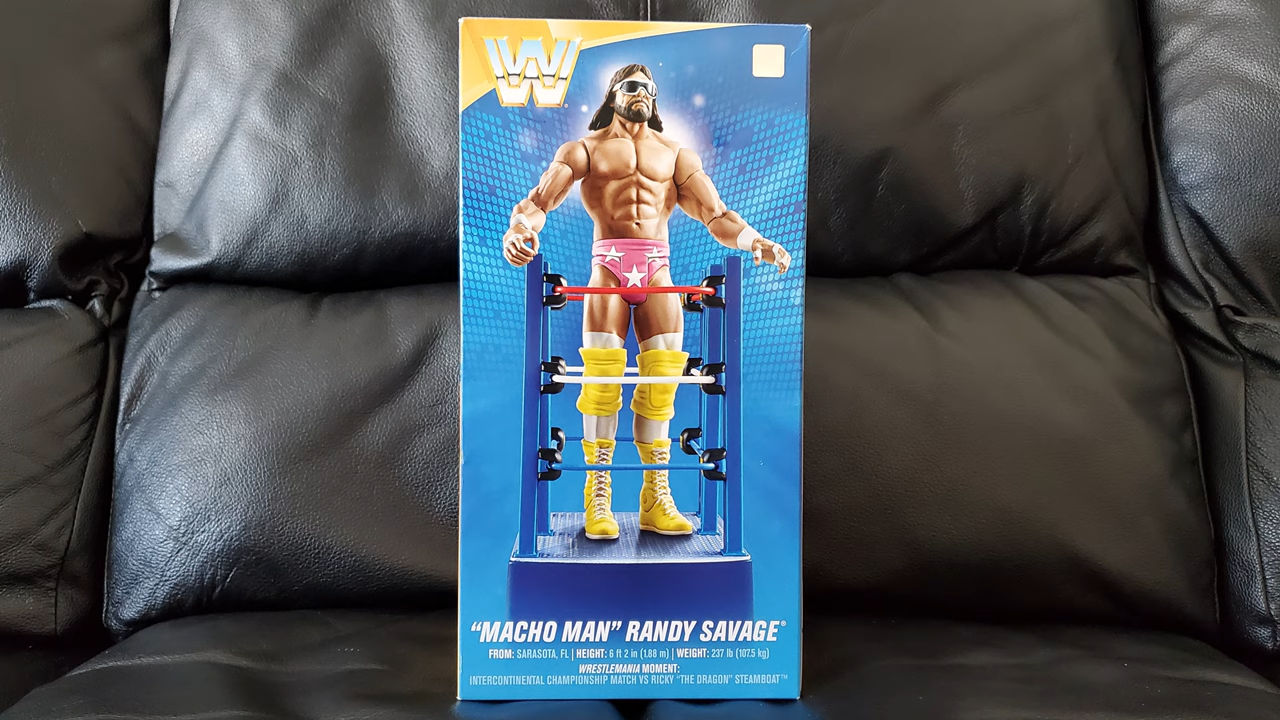 W
"MACHO MAN" RANDY SAVAGE®
FROM: SARASOTA, FL | HEIGHT: 6 ft 2 in (1.88 m) | WEIGHT: 237 lb (107.5 kg)
WRESTLEMANIA MOMENT:
INTERCONTINENTAL CHAMPIONSHIP MATCH VS RICKY "THE DRAGON" STEAMBOAT™